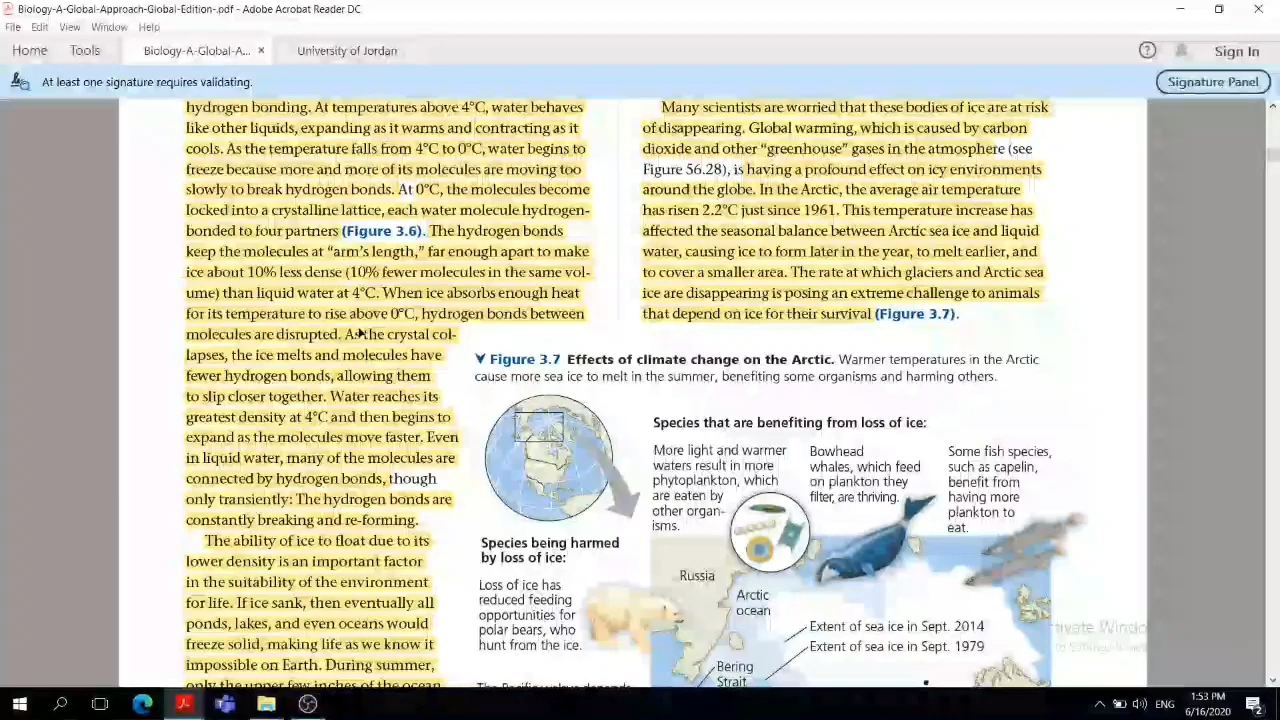 Biology-A-Global-Approach-Global-Edition-.pdf - Adobe Acrobat Reader DC
File Edit View Window Help
Home Tools Biology-A-Global-A... × University of Jordan Sign In
At least one signature requires validating. Signature Panel
hydrogen bonding. At temperatures above 4°C, water behaves
like other liquids, expanding as it warms and contracting as it
cools. As the temperature falls from 4°C to 0°C, water begins to
freeze because more and more of its molecules are moving too
slowly to break hydrogen bonds. At 0°C, the molecules become
locked into a crystalline lattice, each water molecule hydrogen-
bonded to four partners (Figure 3.6). The hydrogen bonds
keep the molecules at “arm’s length,” far enough apart to make
ice about 10% less dense (10% fewer molecules in the same vol-
ume) than liquid water at 4°C. When ice absorbs enough heat
for its temperature to rise above 0°C, hydrogen bonds between
molecules are disrupted. As the crystal col-
lapses, the ice melts and molecules have
fewer hydrogen bonds, allowing them
to slip closer together. Water reaches its
greatest density at 4°C and then begins to
expand as the molecules move faster. Even
in liquid water, many of the molecules are
connected by hydrogen bonds, though
only transiently: The hydrogen bonds are
constantly breaking and re-forming.
The ability of ice to float due to its
lower density is an important factor
in the suitability of the environment
for life. If ice sank, then eventually all
ponds, lakes, and even oceans would
freeze solid, making life as we know it
impossible on Earth. During summer,
only the upper few inches of the ocean
Many scientists are worried that these bodies of ice are at risk
of disappearing. Global warming, which is caused by carbon
dioxide and other “greenhouse” gases in the atmosphere (see
Figure 56.28), is having a profound effect on icy environments
around the globe. In the Arctic, the average air temperature
has risen 2.2°C just since 1961. This temperature increase has
affected the seasonal balance between Arctic sea ice and liquid
water, causing ice to form later in the year, to melt earlier, and
to cover a smaller area. The rate at which glaciers and Arctic sea
ice are disappearing is posing an extreme challenge to animals
that depend on ice for their survival (Figure 3.7).
Figure 3.7 Effects of climate change on the Arctic. Warmer temperatures in the Arctic
cause more sea ice to melt in the summer, benefiting some organisms and harming others.
Species that are benefiting from loss of ice:
More light and warmer
waters result in more
phytoplankton, which
are eaten by
other organ-
isms.
Bowhead
whales, which feed
on plankton they
filter, are thriving.
Some fish species,
such as capelin,
benefit from
having more
plankton to
eat.
Species being harmed
by loss of ice:
Loss of ice has
reduced feeding
opportunities for
polar bears, who
hunt from the ice.
Russia
Arctic
ocean
Extent of sea ice in Sept. 2014
Extent of sea ice in Sept. 1979
Bering
Strait
ENG
1:53 PM
6/16/2020
2